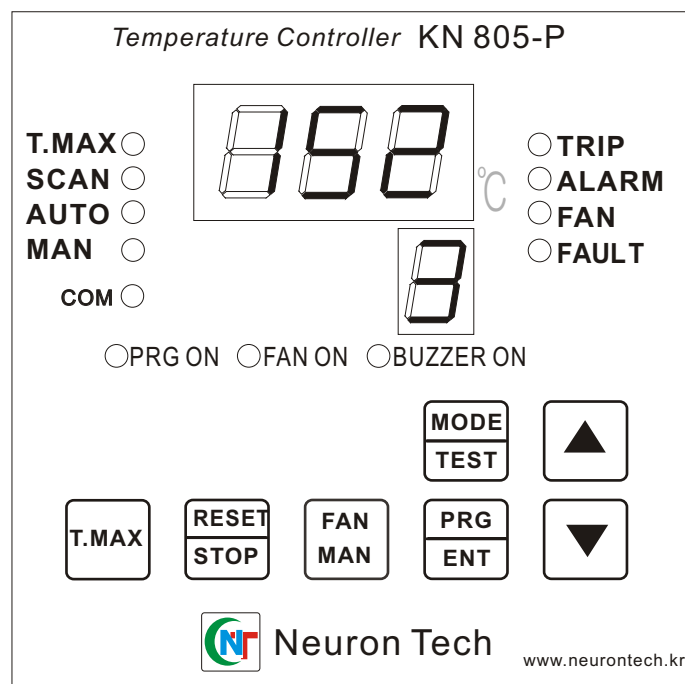 Temperature Controller KN 805-P
152
°C
T.MAX
SCAN
AUTO
MAN
COM
TRIP
ALARM
FAN
FAULT
3
PRG ON FAN ON BUZZER ON
MODE
TEST
T.MAX
RESET
STOP
FAN
MAN
PRG
ENT
NT Neuron Tech
www.neurontech.kr